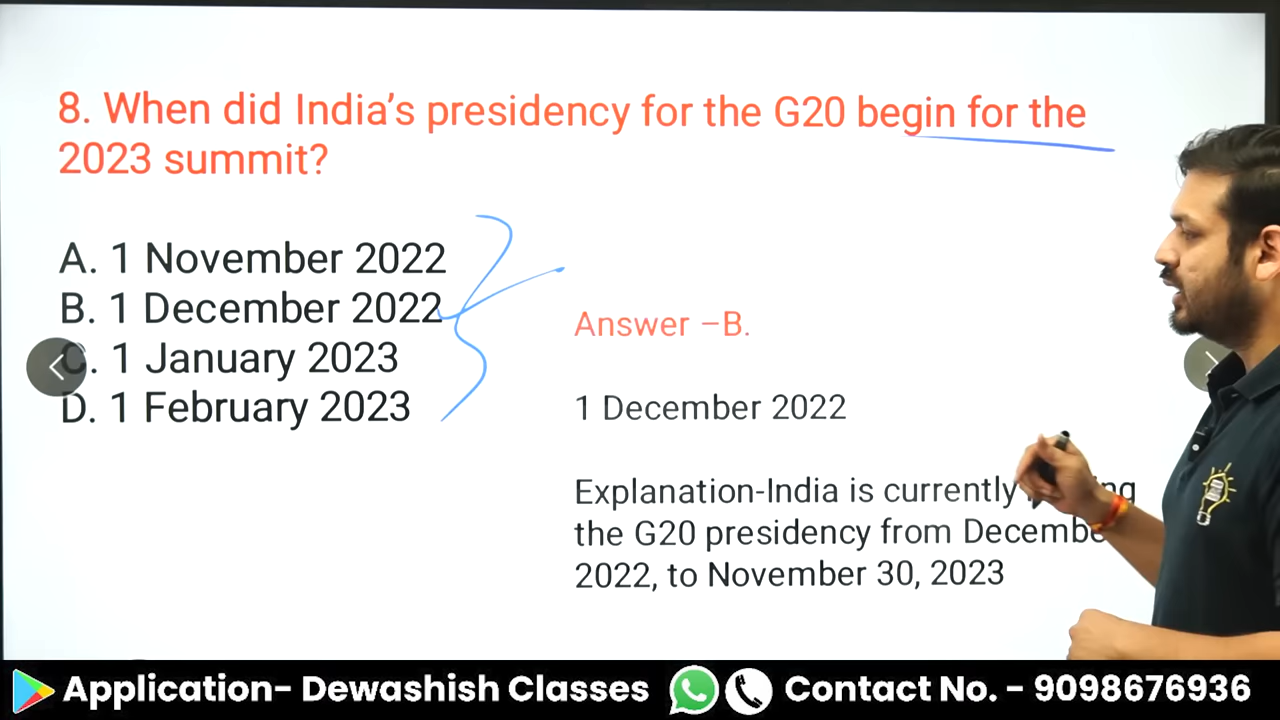 8. When did India’s presidency for the G20 begin for the
2023 summit?
A. 1 November 2022
B. 1 December 2022
C. 1 January 2023
D. 1 February 2023
Answer –B.
1 December 2022
Explanation-India is currently
the G20 presidency from
2022, to November 30, 2023
Application- Dewashish Classes
Contact No. - 9098676936